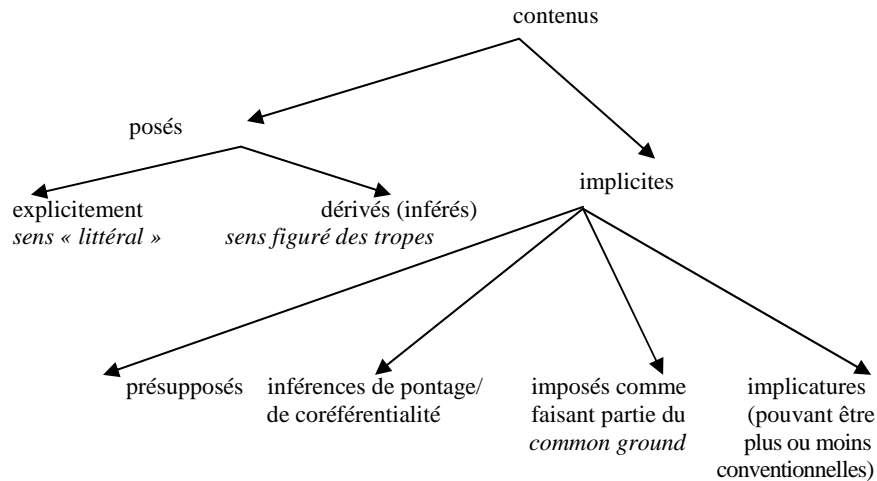 contenus
posés
implicites
explicitement
sens « littéral »
dérivés (inférés)
sens figuré des tropes
présupposés
inférences de pontage/
de coréférentialité
imposés comme
faisant partie du
common ground
implicatures
(pouvant être
plus ou moins
conventionnelles)